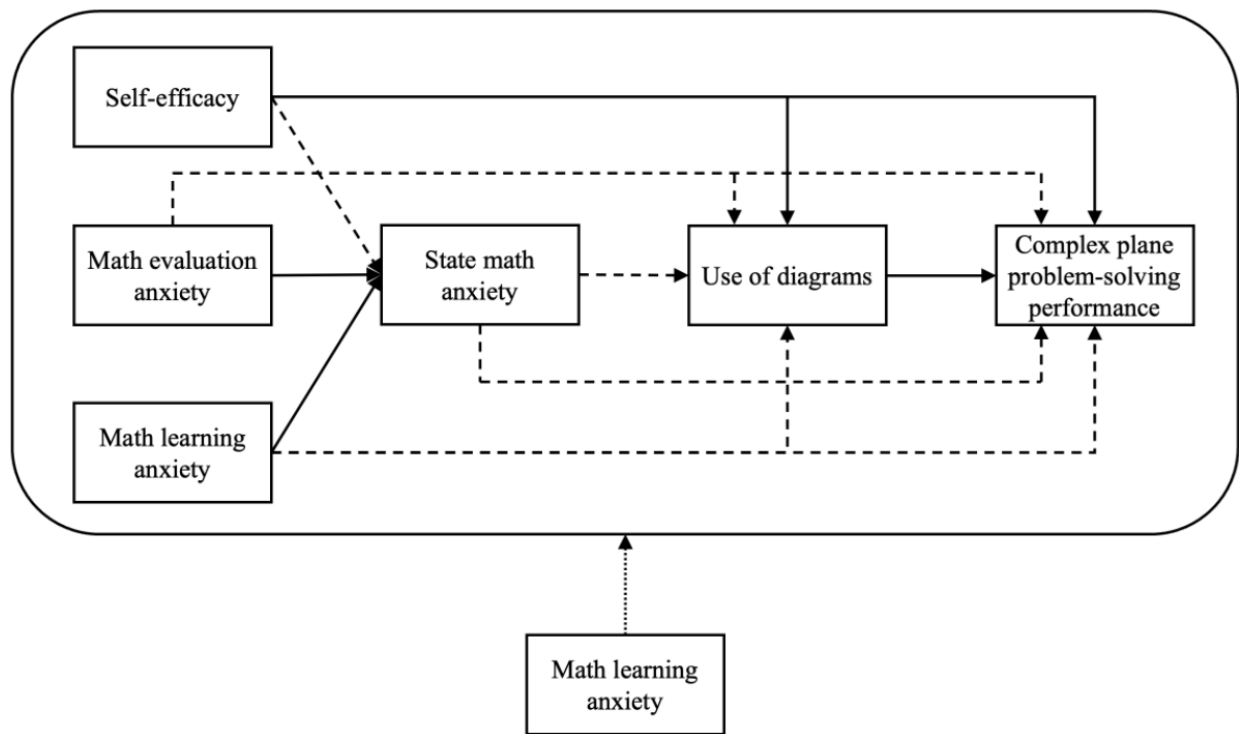 Self-efficacy
Math evaluation
anxiety
State math
anxiety
Use of diagrams
Complex plane
problem-solving
performance
Math learning
anxiety
Math learning
anxiety